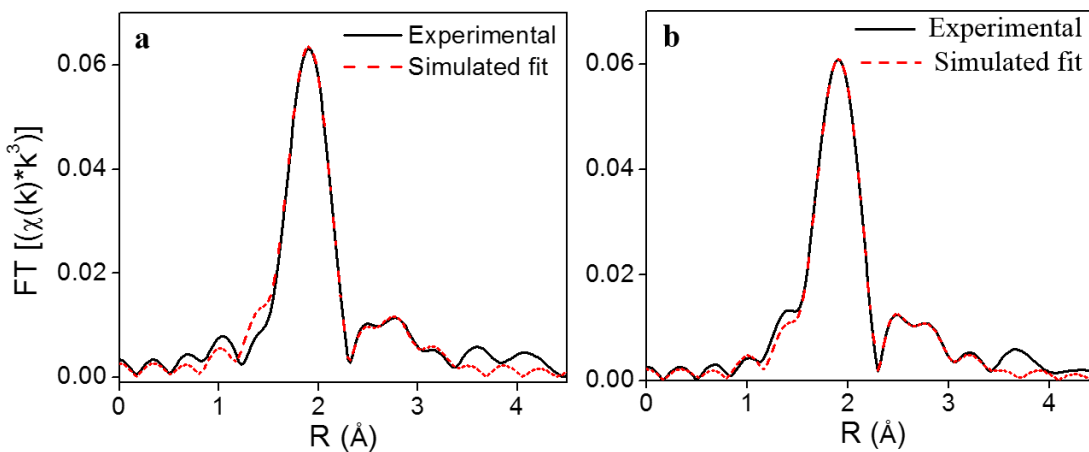 a
Experimental
Simulated fit
FT [(χ(k)*k³)]
0.06
0.04
0.02
0.00
0 1 2 3 4
R (Å)
b
Experimental
Simulated fit
0.06
0.04
0.02
0.00
0 1 2 3 4
R (Å)